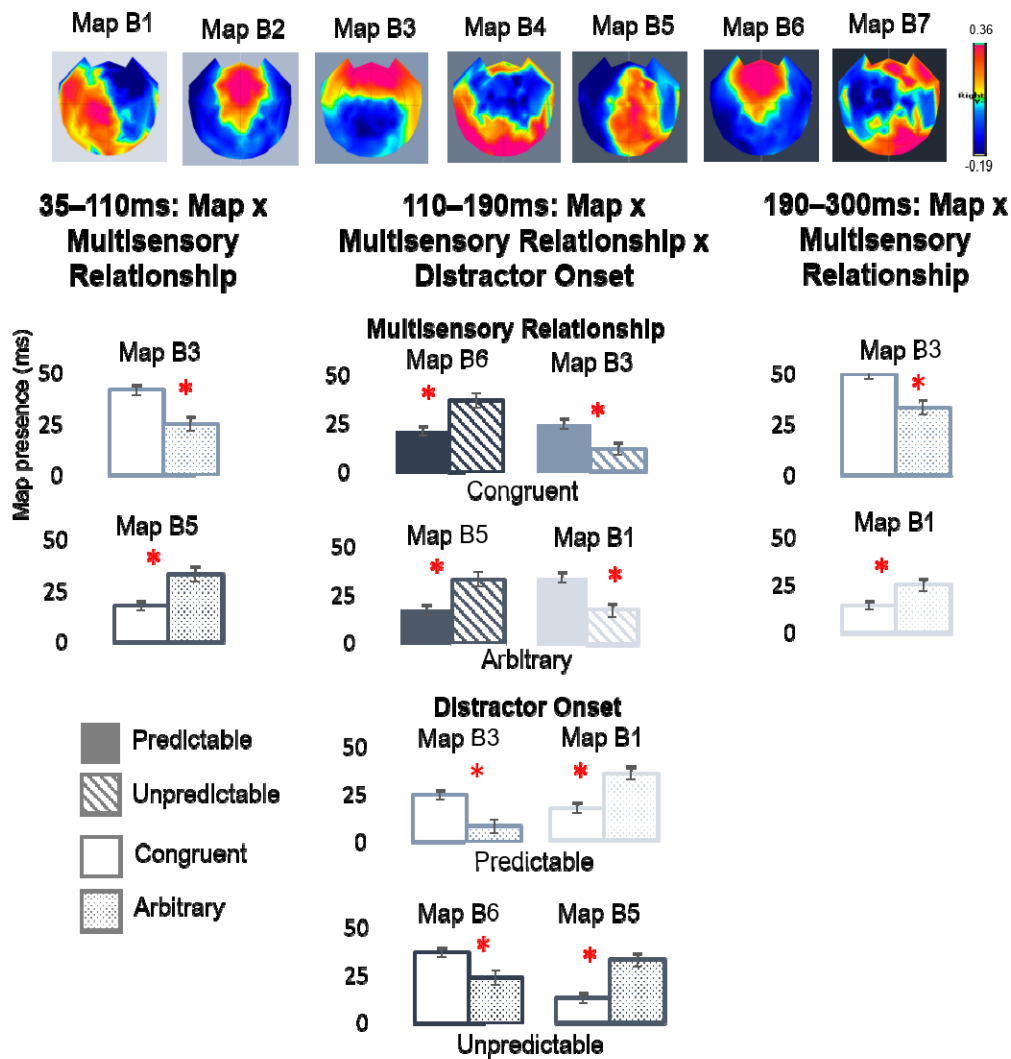 Map B1 Map B2 Map B3 Map B4 Map B5 Map B6 Map B7
0.36
Right
-0.19
35–110ms: Map x
Multisensory
Relationship
110–190ms: Map x
Multisensory Relationship x
Distractor Onset
190–300ms: Map x
Multisensory
Relationship
Map presence (ms)
Map B3
*
50
25
0
Map B5
*
50
25
0
Multisensory Relationship
Map B6 Map B3
* *
50
25
0
Congruent
Map B5 Map B1
* *
50
25
0
Arbitrary
Distractor Onset
Map B3 Map B1
* *
50
25
0
Predictable
Map B6 Map B5
* *
50
25
0
Unpredictable
Map B3
*
50
25
0
Map B1
*
50
25
0
Predictable
Unpredictable
Congruent
Arbitrary